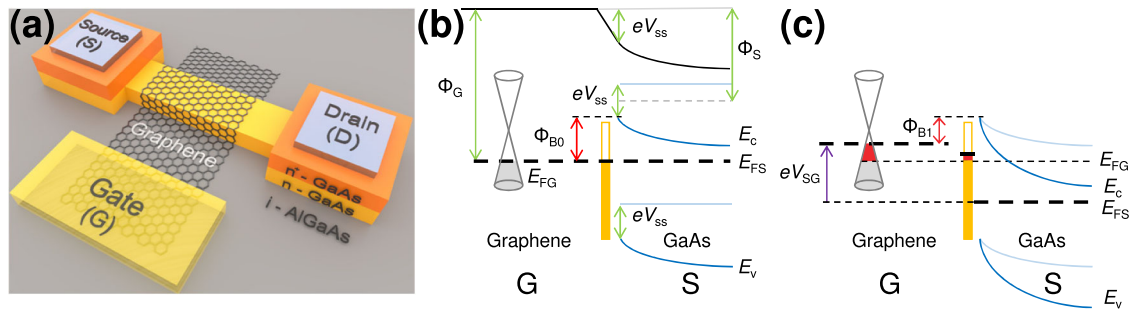 (a)
Source
(S)
Graphene
Drain
(D)
Gate
(G)
n+- GaAs
n - GaAs
i - AlGaAs
(b)
eVss
ΦS
ΦG
eVss
ΦB0
Ec
EFS
EFG
eVss
Graphene
GaAs
Ev
G
S
(c)
ΦB1
EFG
eVSG
Ec
EFS
Graphene
GaAs
G
S
Ev